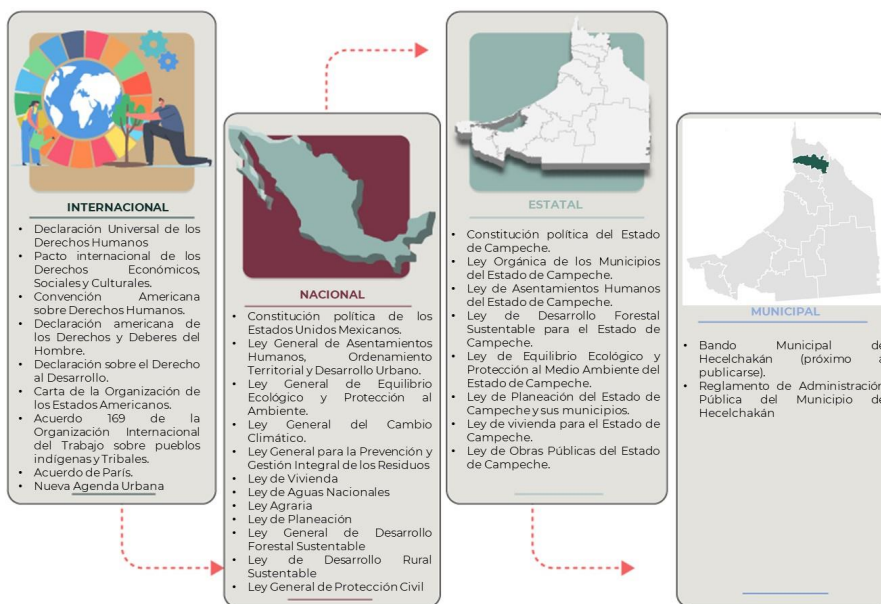 INTERNACIONAL
• Declaración Universal de los
Derechos Humanos
• Pacto internacional de los
Derechos Económicos,
Sociales y Culturales.
• Convención Americana
sobre Derechos Humanos.
• Declaración americana de
los Derechos y Deberes del
Hombre.
• Declaración sobre el Derecho
al Desarrollo.
• Carta de la Organización de
los Estados Americanos.
• Acuerdo 169 de la
Organización Internacional
del Trabajo sobre pueblos
indígenas y Tribales.
• Acuerdo de París.
• Nueva Agenda Urbana
NACIONAL
• Constitución política de los
Estados Unidos Mexicanos.
• Ley General de Asentamientos
Humanos, Ordenamiento
Territorial y Desarrollo Urbano.
• Ley General de Equilibrio
Ecológico y Protección al
Ambiente.
• Ley General del Cambio
Climático.
• Ley General para la Prevención y
Gestión Integral de los Residuos
• Ley de Vivienda
• Ley de Aguas Nacionales
• Ley Agraria
• Ley de Planeación
• Ley General de Desarrollo
Forestal Sustentable
• Ley de Desarrollo Rural
Sustentable
• Ley General de Protección Civil
ESTATAL
• Constitución política del Estado
de Campeche.
• Ley Orgánica de los Municipios
del Estado de Campeche.
• Ley de Asentamientos Humanos
del Estado de Campeche.
• Ley de Desarrollo Forestal
Sustentable para el Estado de
Campeche.
• Ley de Equilibrio Ecológico y
Protección al Medio Ambiente del
Estado de Campeche.
• Ley de Planeación del Estado de
Campeche y sus municipios.
• Ley de vivienda para el Estado de
Campeche.
• Ley de Obras Públicas del Estado
de Campeche.
MUNICIPAL
• Bando Municipal de
Hecelchakán (próximo a
publicarse).
• Reglamento de Administración
Pública del Municipio de
Hecelchakán